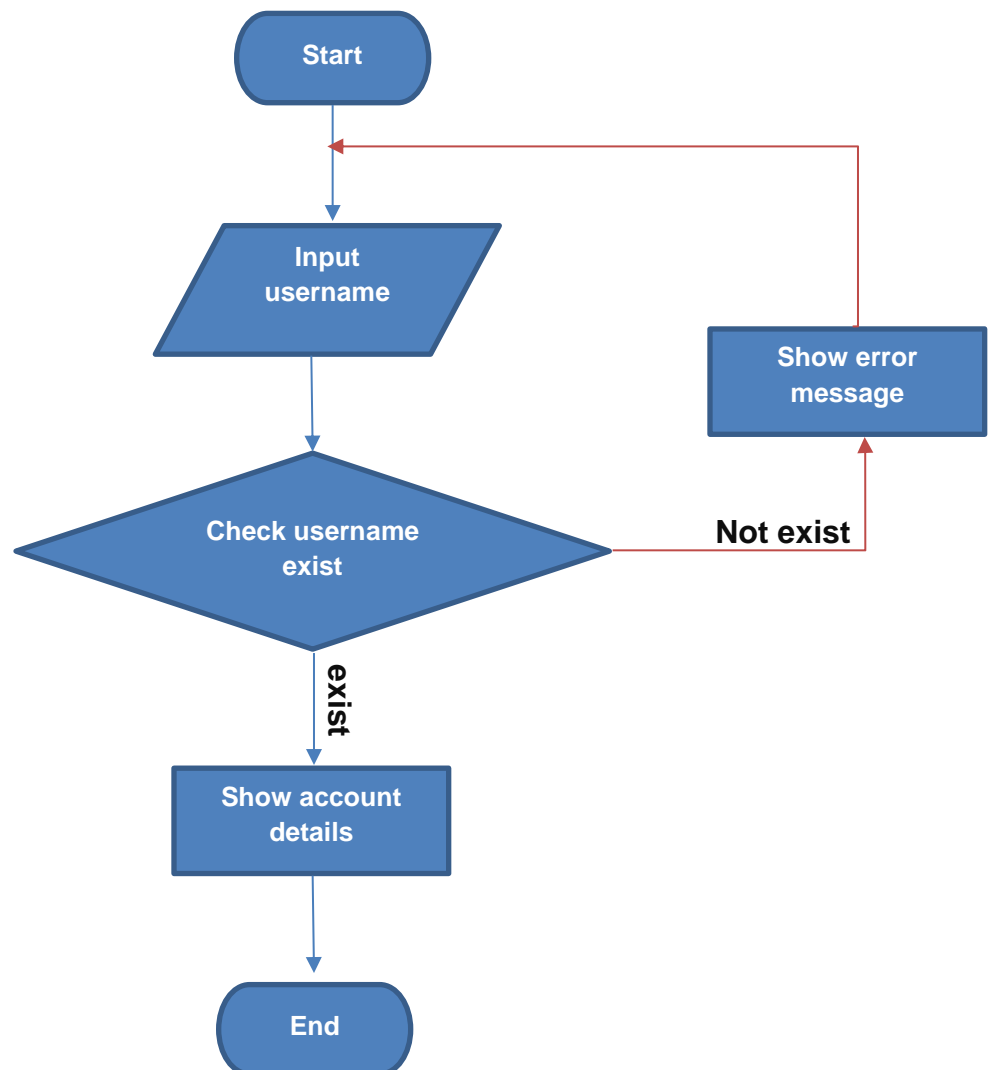 Start
Input
username
Show error
message
Check username
exist
Not exist
exist
Show account
details
End